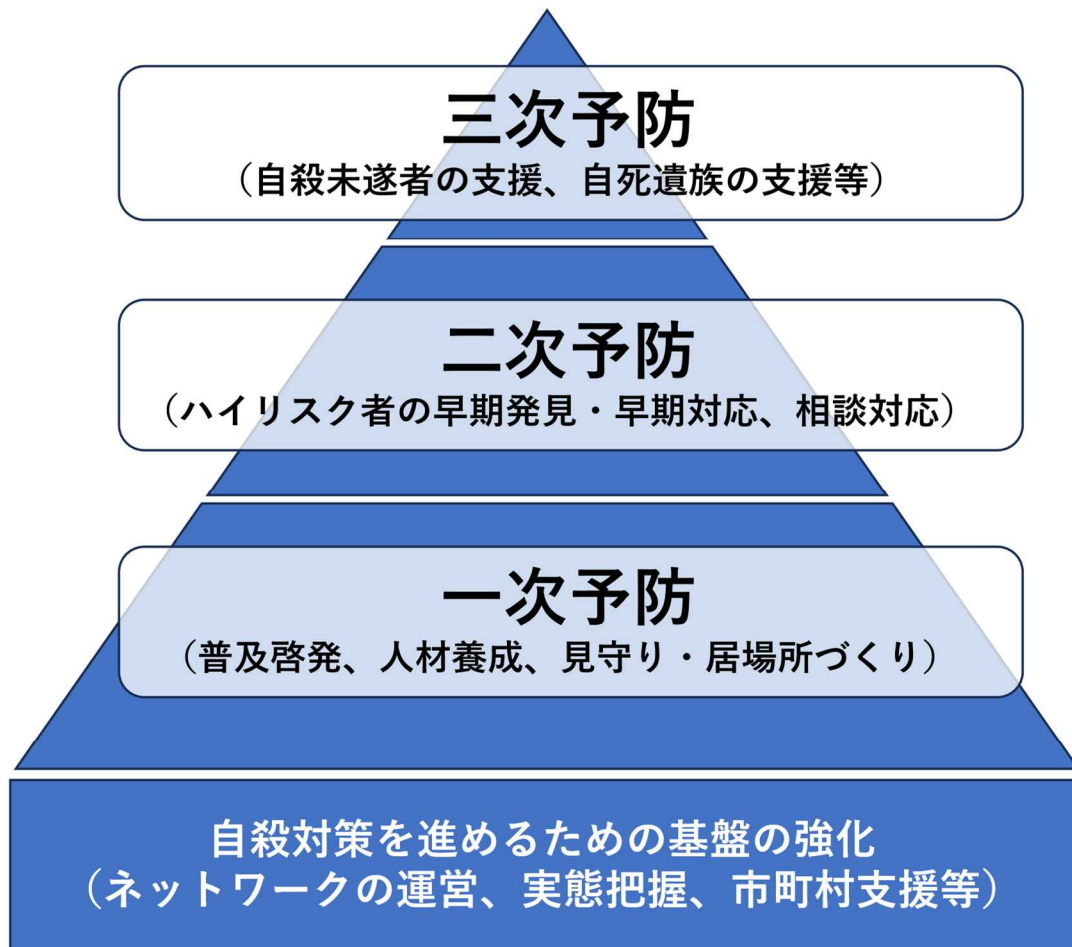 三次予防
（自殺未遂者の支援、自死遺族の支援等）
二次予防
（ハイリスク者の早期発見・早期対応、相談対応）
一次予防
（普及啓発、人材養成、見守り・居場所づくり）
自殺対策を進めるための基盤の強化
（ネットワークの運営、実態把握、市町村支援等）